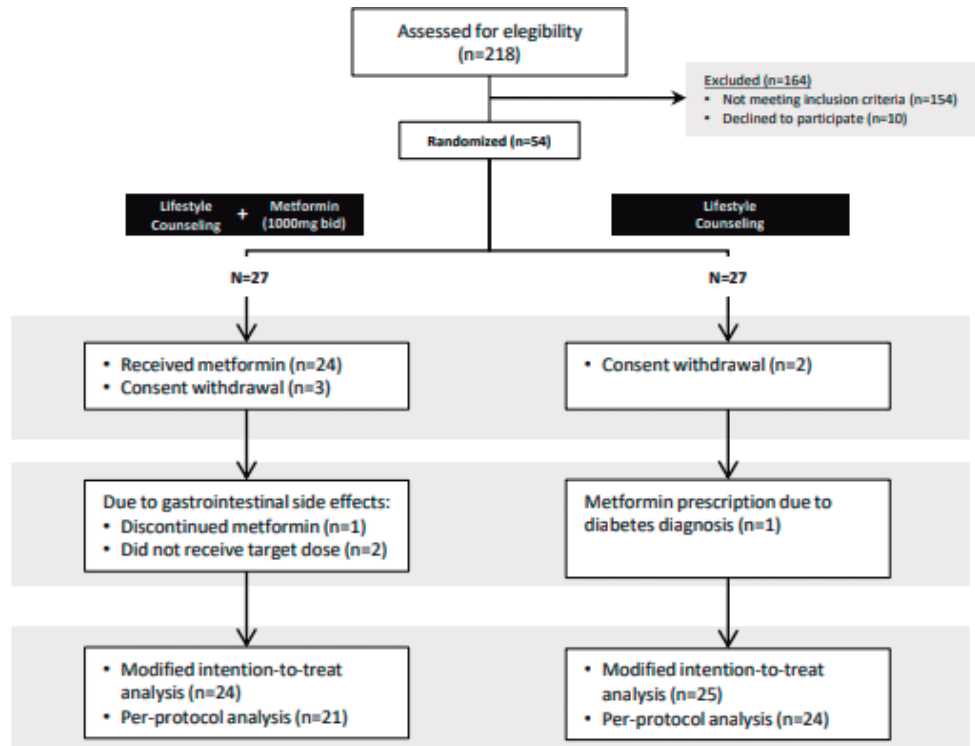 Assessed for elegibility
(n=218)
Excluded (n=164)
• Not meeting inclusion criteria (n=154)
• Declined to participate (n=10)
Randomized (n=54)
Lifestyle
Counseling
+
Metformin
(1000mg bid)
Lifestyle
Counseling
N=27
N=27
• Received metformin (n=24)
• Consent withdrawal (n=3)
• Consent withdrawal (n=2)
Due to gastrointestinal side effects:
• Discontinued metformin (n=1)
• Did not receive target dose (n=2)
Metformin prescription due to
diabetes diagnosis (n=1)
• Modified intention-to-treat
analysis (n=24)
• Per-protocol analysis (n=21)
• Modified intention-to-treat
analysis (n=25)
• Per-protocol analysis (n=24)